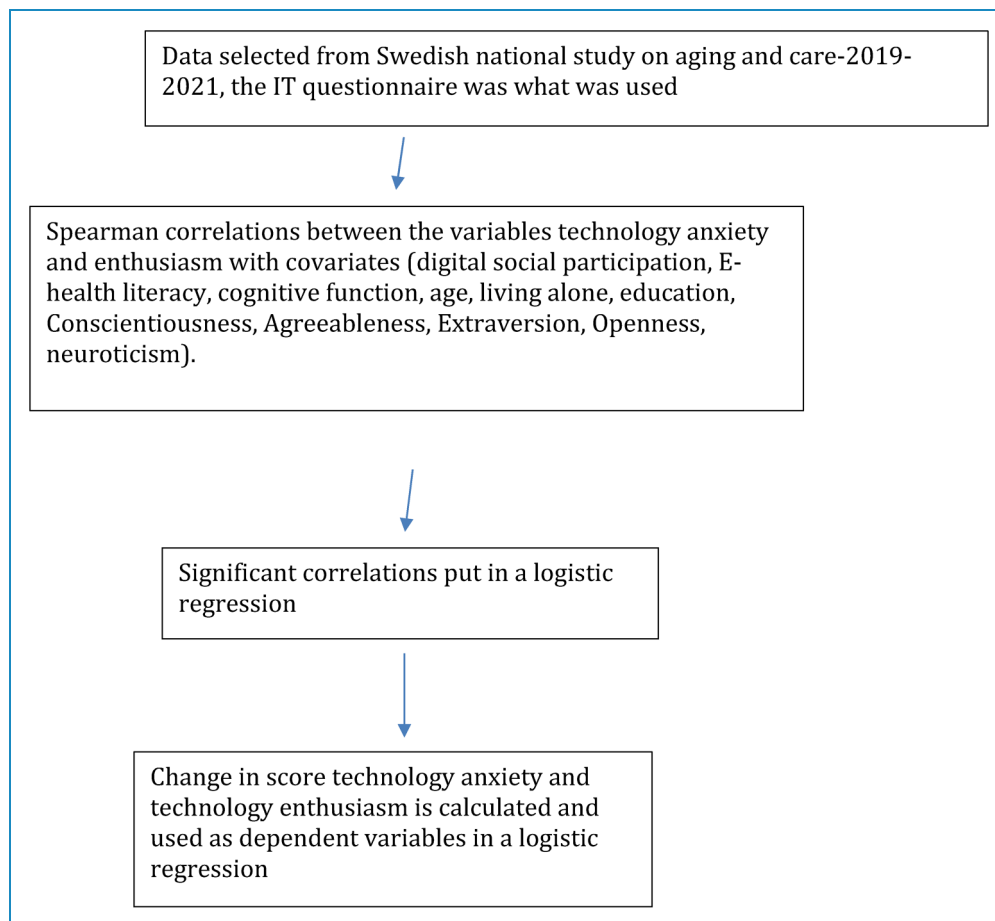 Data selected from Swedish national study on aging and care-2019-
2021, the IT questionnaire was what was used
Spearman correlations between the variables technology anxiety
and enthusiasm with covariates (digital social participation, E-
health literacy, cognitive function, age, living alone, education,
Conscientiousness, Agreeableness, Extraversion, Openness,
neuroticism).
Significant correlations put in a logistic
regression
Change in score technology anxiety and
technology enthusiasm is calculated and
used as dependent variables in a logistic
regression